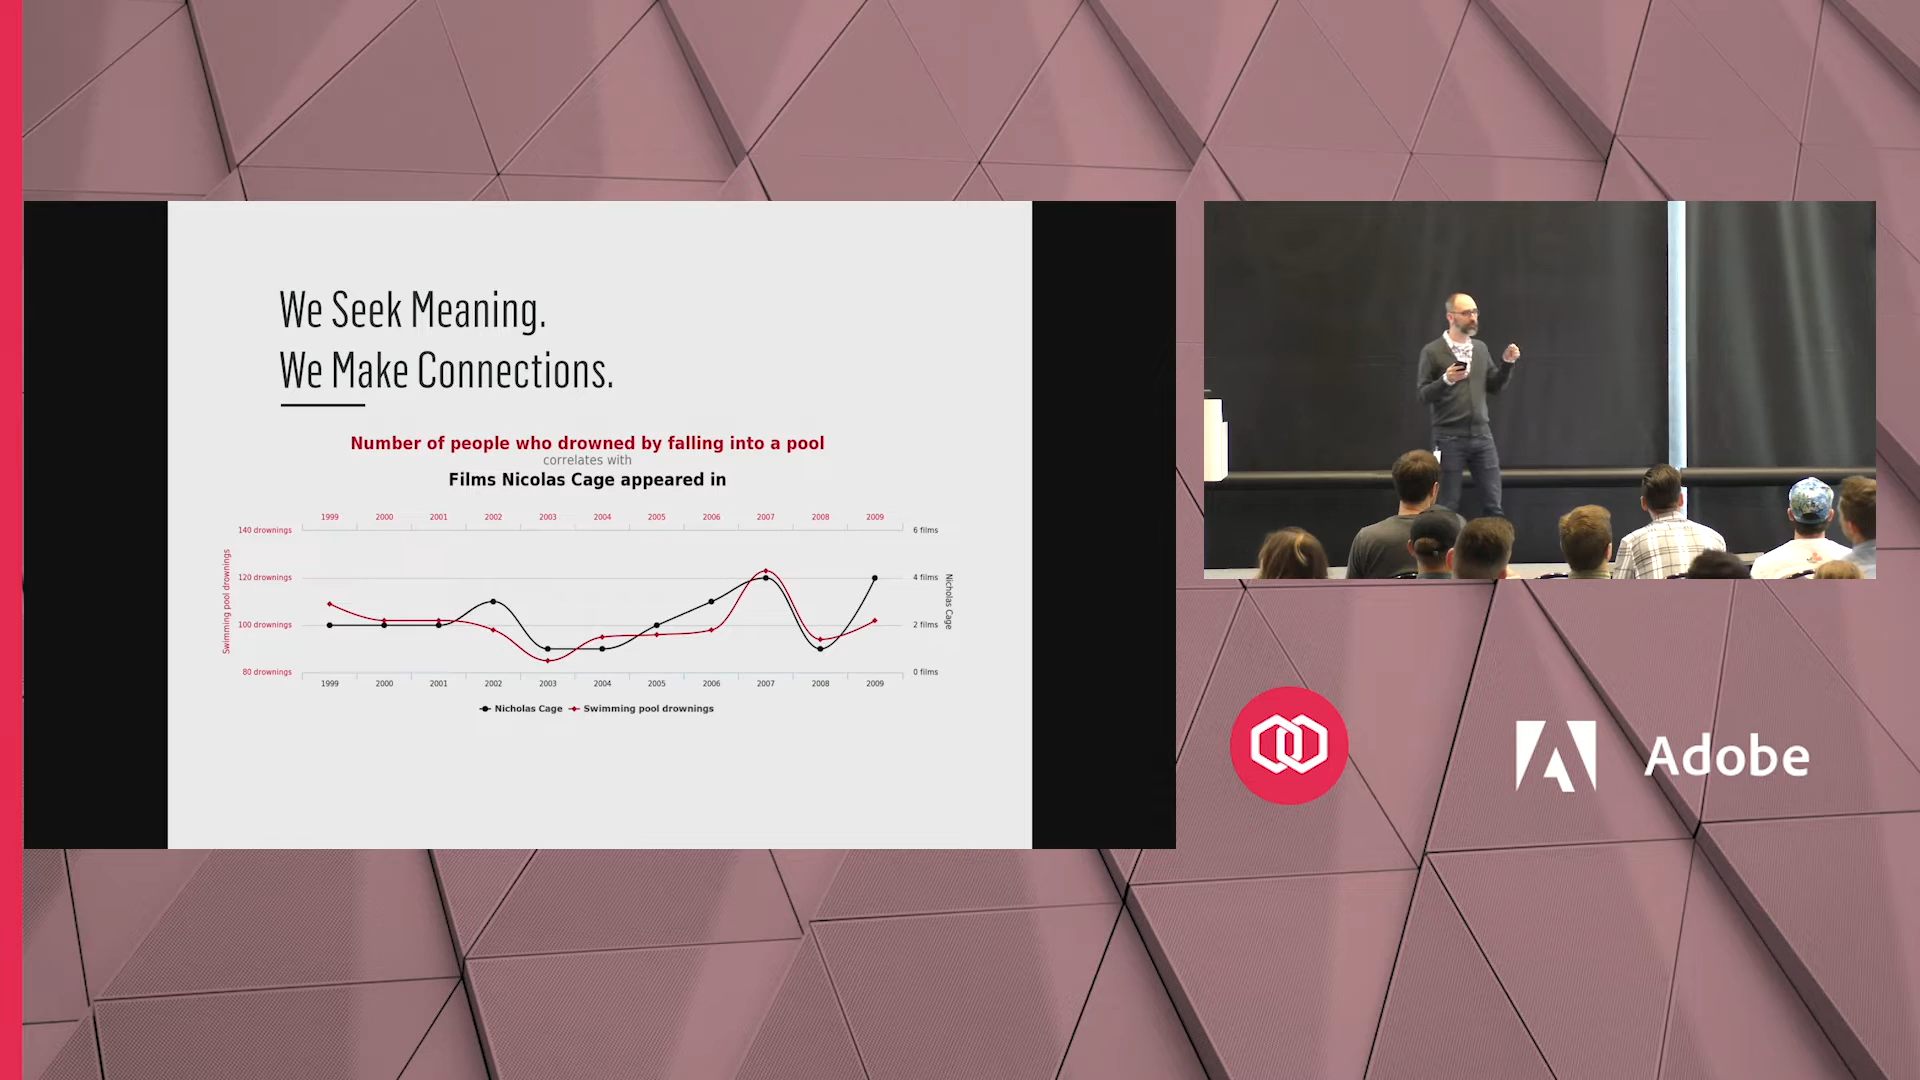 We Seek Meaning.
We Make Connections.
Number of people who drowned by falling into a pool
correlates with
Films Nicolas Cage appeared in
1999 2000 2001 2002 2003 2004 2005 2006 2007 2008 2009
140 drownings 6 films
120 drownings 4 films
100 drownings 2 films
80 drownings 0 films
Swimming pool drownings
Nicholas Cage
1999 2000 2001 2002 2003 2004 2005 2006 2007 2008 2009
Nicholas Cage Swimming pool drownings
Adobe